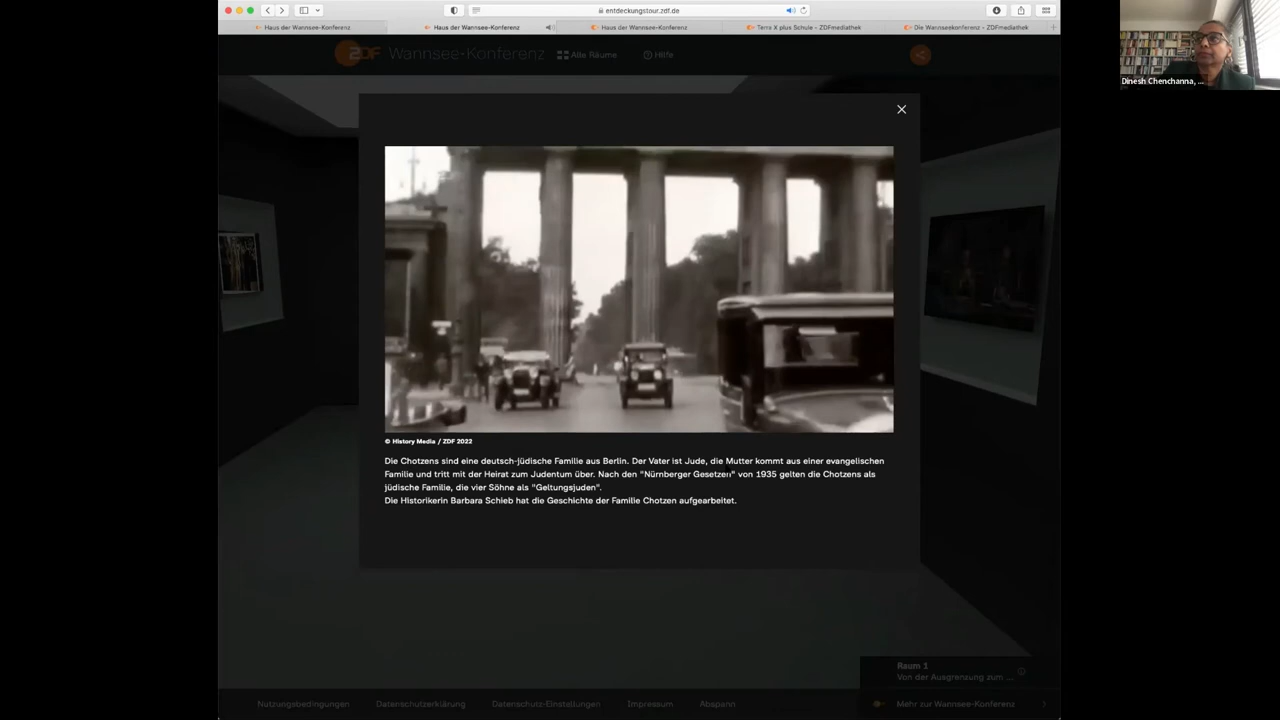 entdeckungstour.zdf.de
Haus der Wannsee-Konferenz
Haus der Wannsee-Konferenz
Haus der Wannsee-Konferenz
Terra X plus Schule - ZDFmediathek
Die Wannseekonferenz - ZDFmediathek
ZDF Wannsee-Konferenz Alle Räume Hilfe
Dinesh Chenchanna, ...
© History Media / ZDF 2022
Die Chotzens sind eine deutsch-jüdische Familie aus Berlin. Der Vater ist Jude, die Mutter kommt aus einer evangelischen
Familie und tritt mit der Heirat zum Judentum über. Nach den "Nürnberger Gesetzen" von 1935 gelten die Chotzens als
jüdische Familie, die vier Söhne als "Geltungsjuden".
Die Historikerin Barbara Schieb hat die Geschichte der Familie Chotzen aufgearbeitet.
Raum 1
Von der Ausgrenzung zum ...
Nutzungsbedingungen Datenschutzerklärung Datenschutz-Einstellungen Impressum Abspann Mehr zur Wannsee-Konferenz